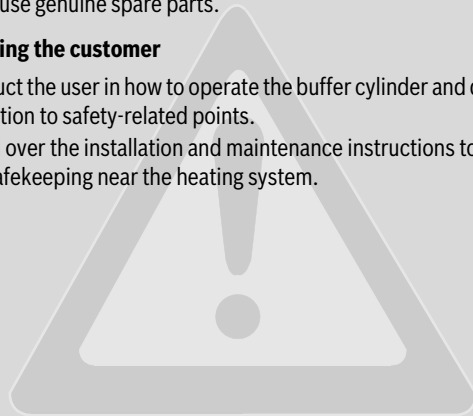 use genuine spare parts.
ing the customer
uct the user in how to operate the buffer cylinder and
tion to safety-related points.
over the installation and maintenance instructions to
afekeeping near the heating system.